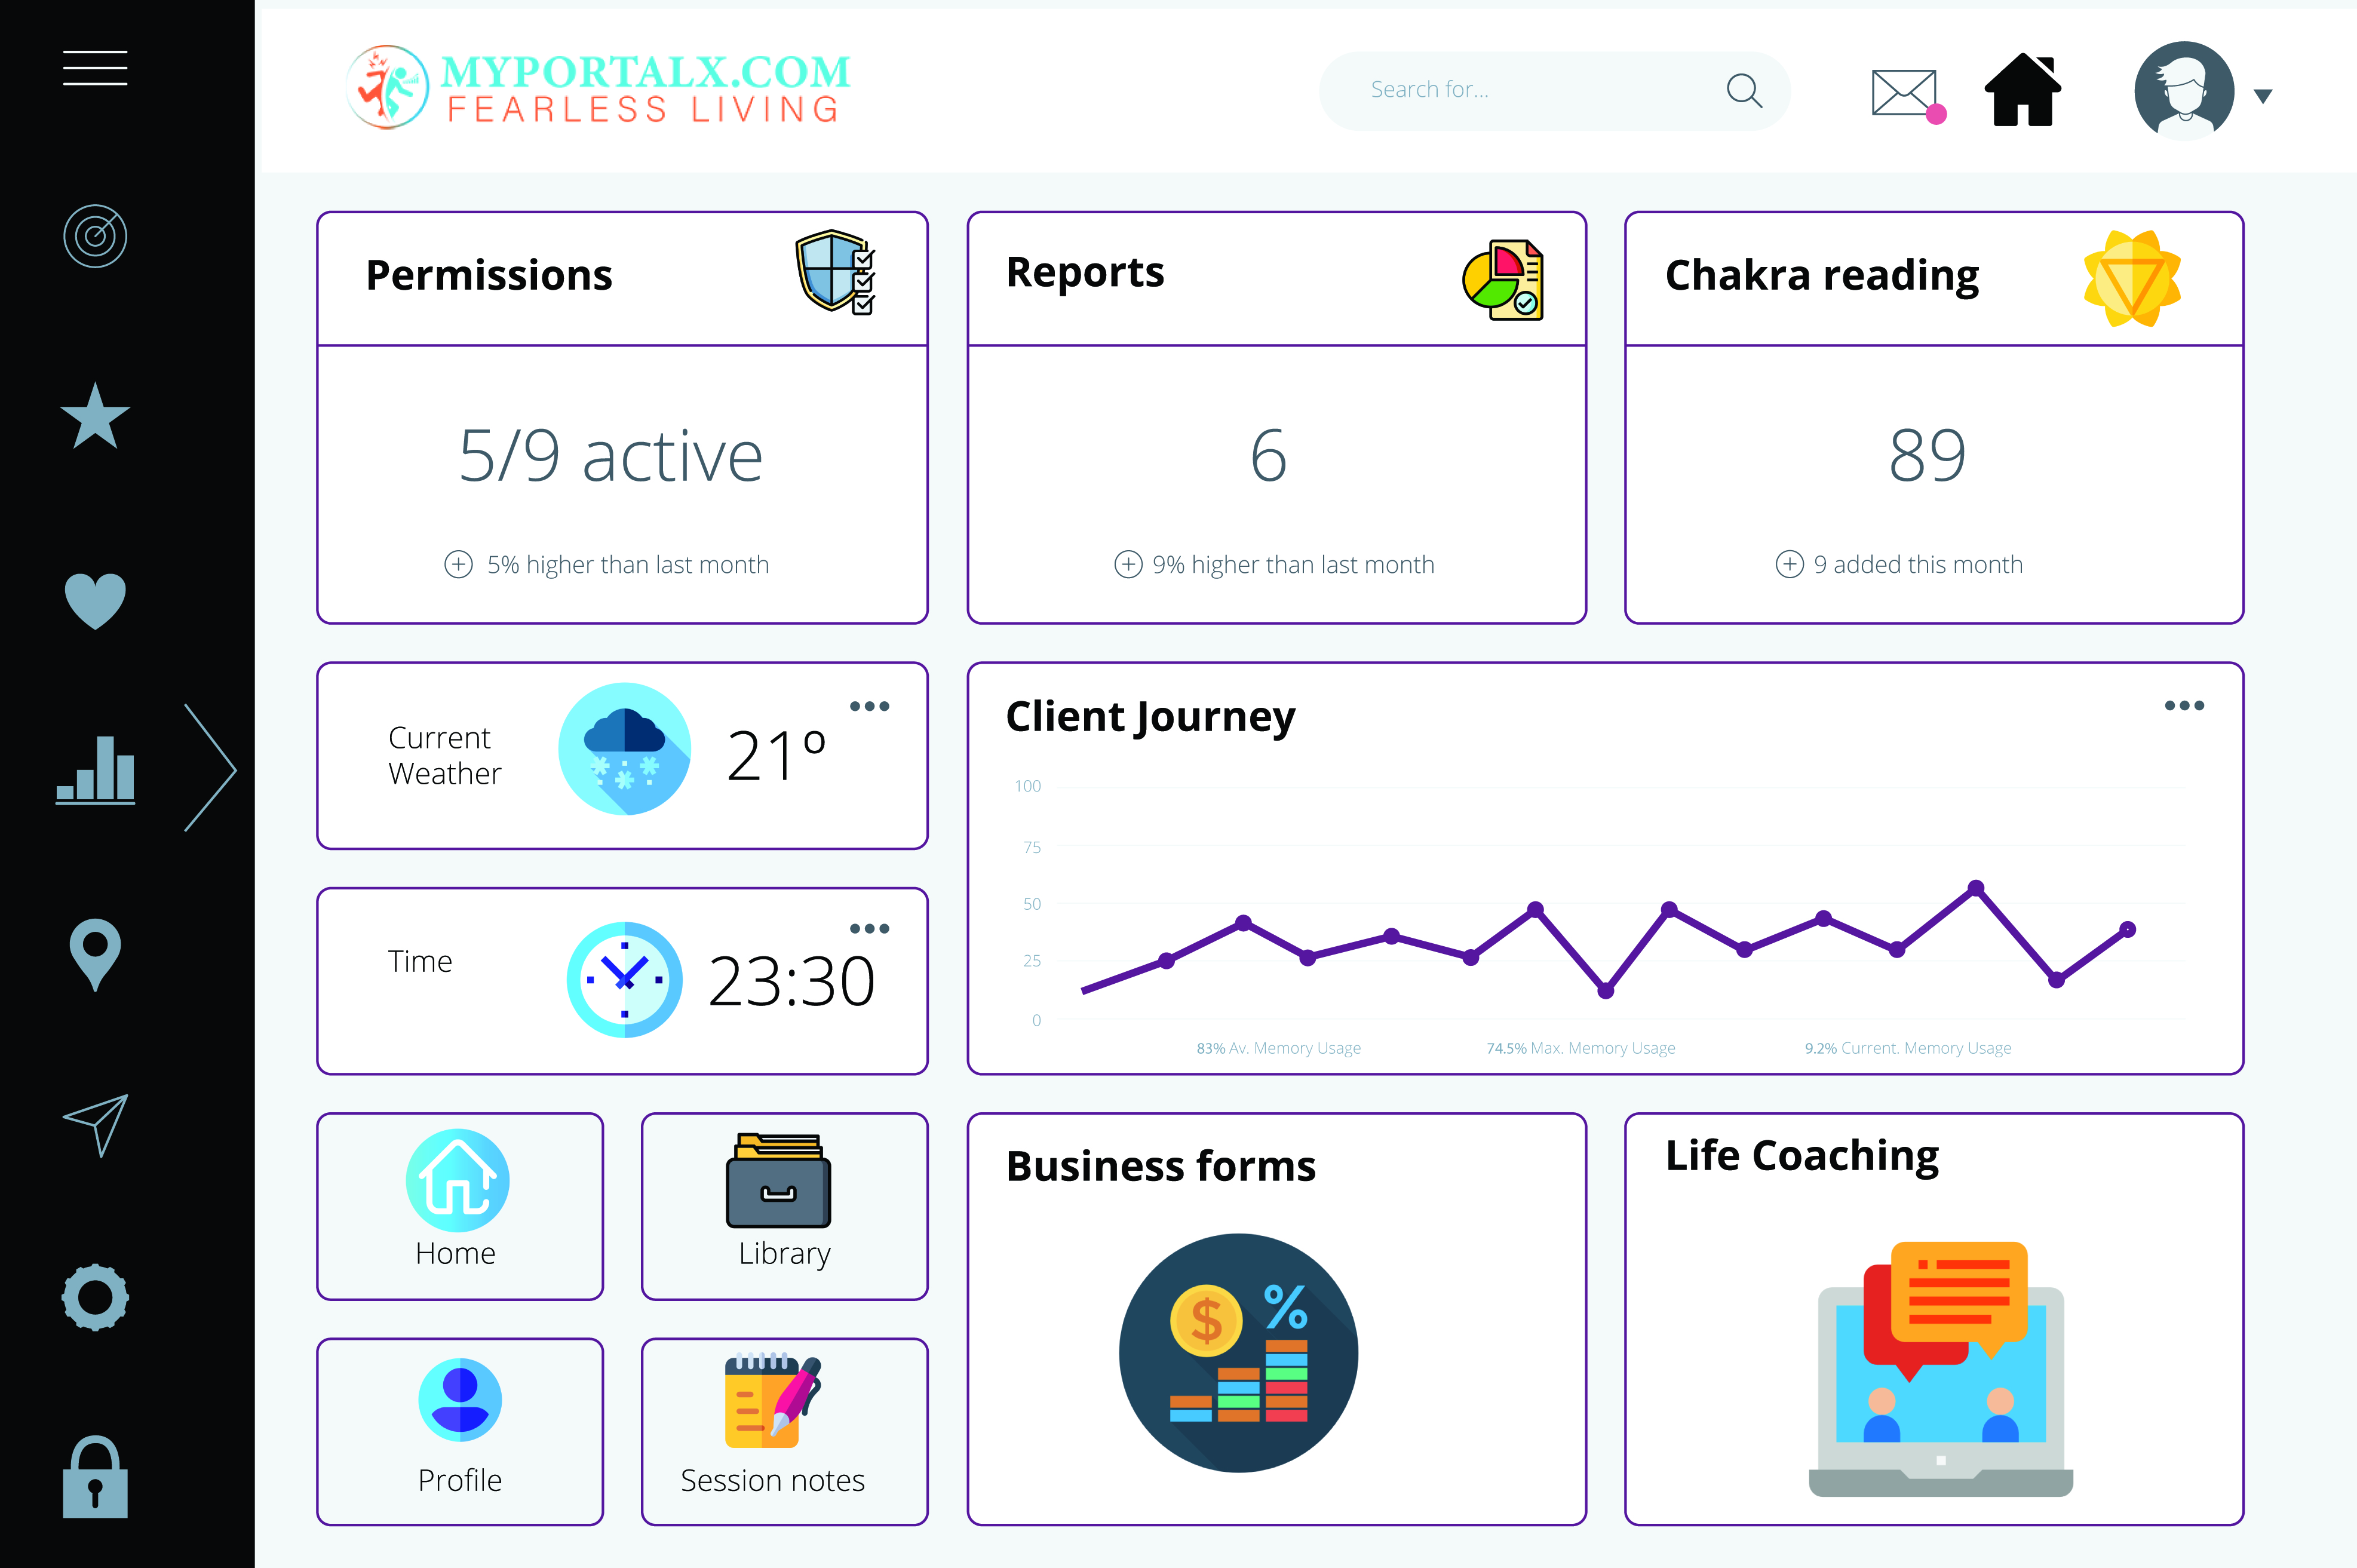 MYPORTALX.COM
FEARLESS LIVING
Search for...
Permissions
5/9 active
5% higher than last month
Reports
6
9% higher than last month
Chakra reading
89
9 added this month
Current
Weather
21º
Time
23:30
Client Journey
100
75
50
25
0
83% Av. Memory Usage
74.5% Max. Memory Usage
9.2% Current. Memory Usage
Home
Library
Profile
Session notes
Business forms
$ %
Life Coaching